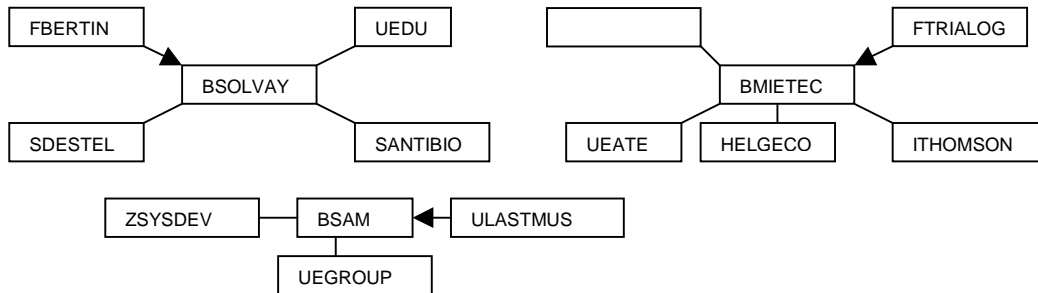 FBERTIN UEDU FTRIALOG
BSOLVAY BMIETEC
SDESTEL SANTIBIO UEATE HELGECO ITHOMSON
ZSYSDEV BSAM ULASTMUS
UEGROUP